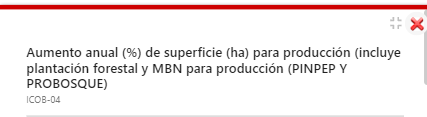 Aumento anual (%) de superficie (ha) para producción (incluye
plantación forestal y MBN para producción (PINPEP Y
PROBOSQUE)
ICOB-04